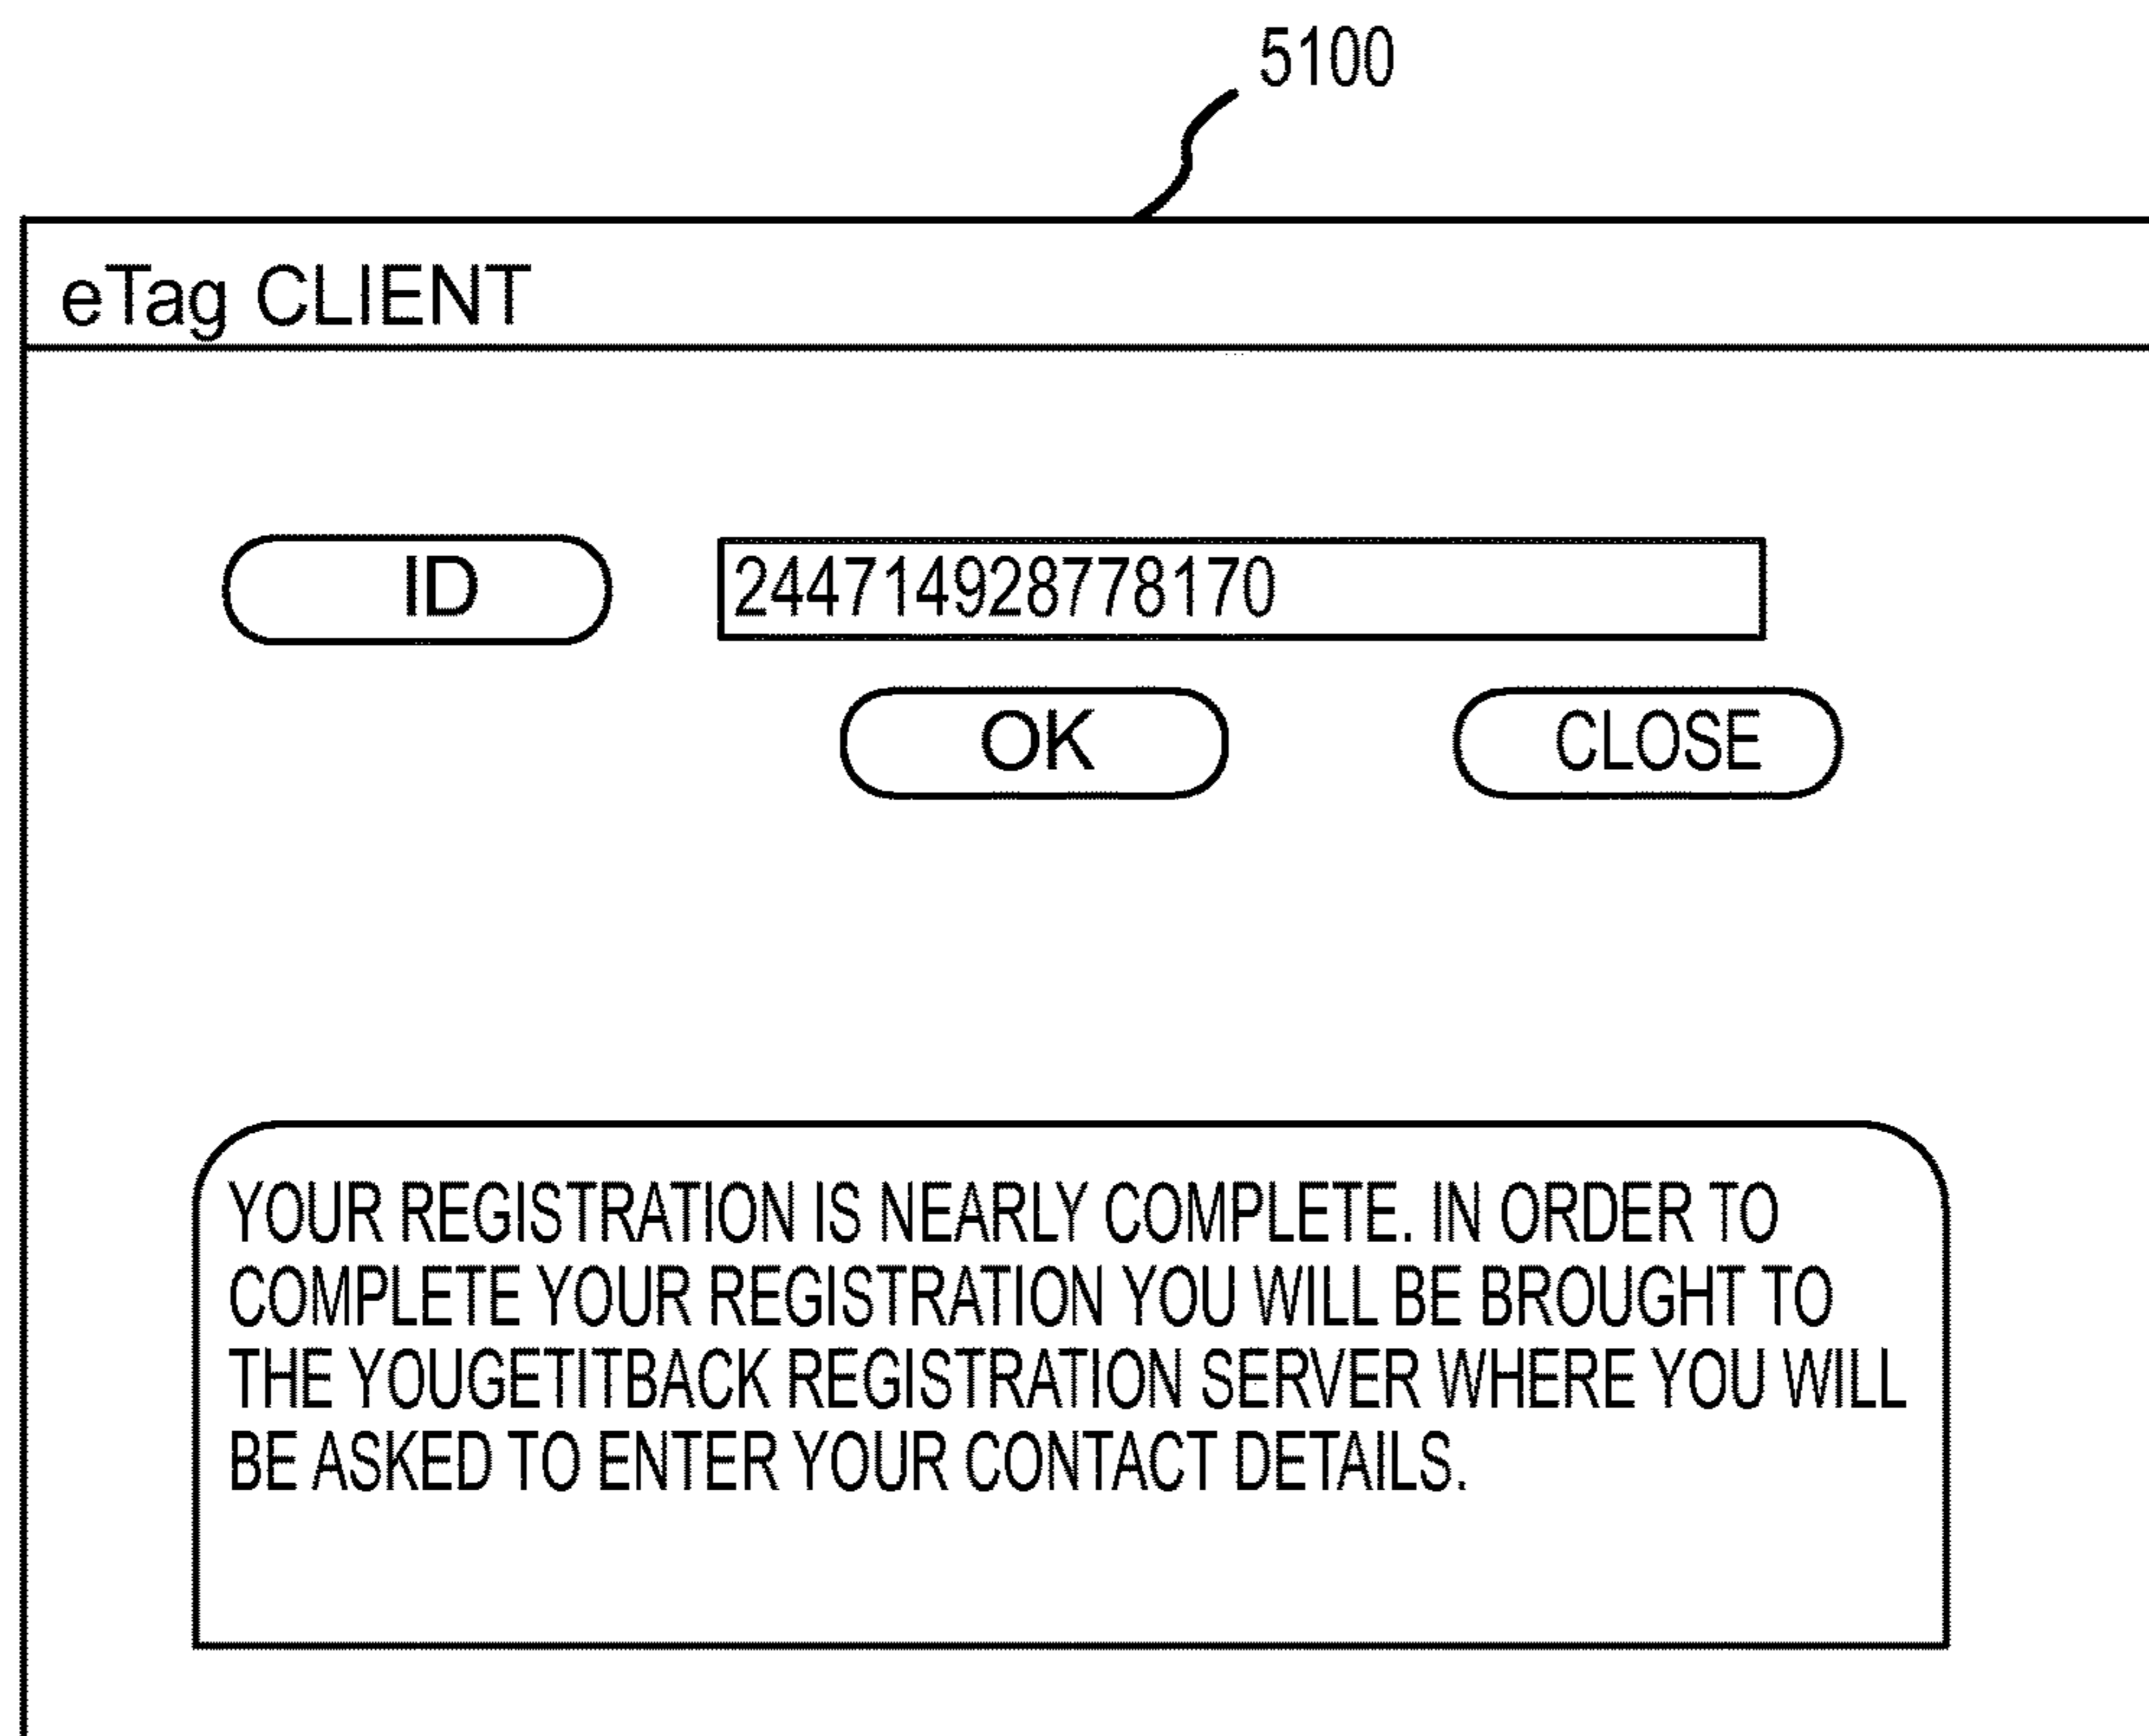 5100
eTag CLIENT
ID 244714928778170
OK CLOSE
YOUR REGISTRATION IS NEARLY COMPLETE. IN ORDER TO
COMPLETE YOUR REGISTRATION YOU WILL BE BROUGHT TO
THE YOUGETITBACK REGISTRATION SERVER WHERE YOU WILL
BE ASKED TO ENTER YOUR CONTACT DETAILS.